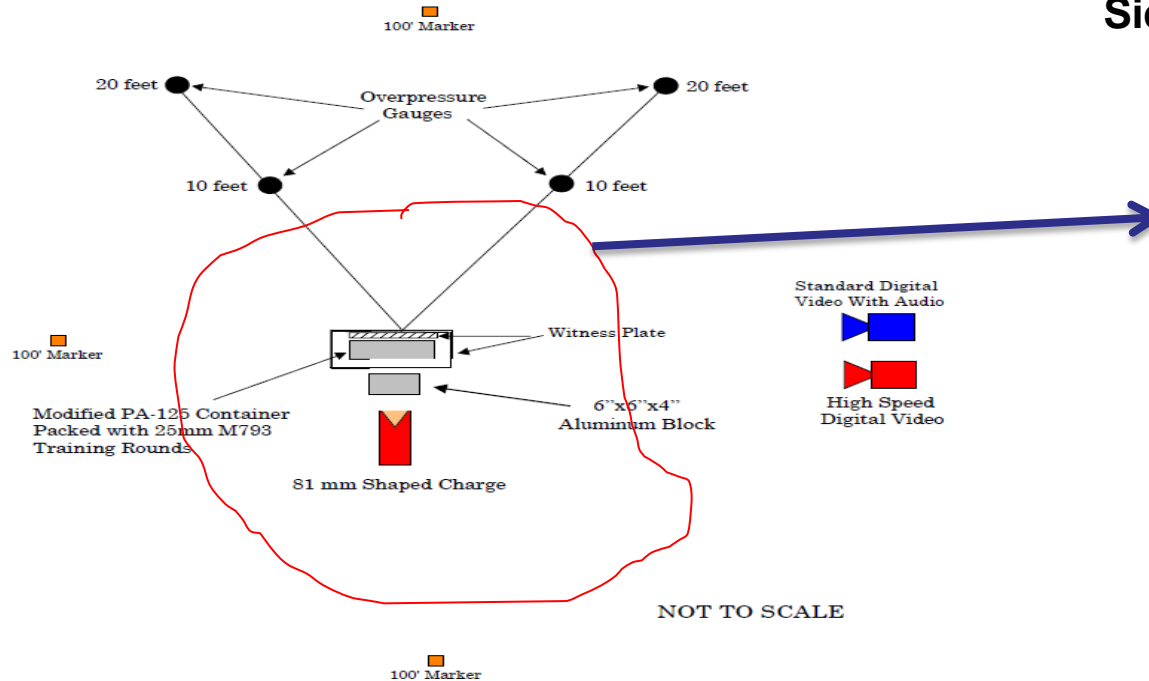 Sid
100' Marker
20 feet
20 feet
Overpressure
Gauges
10 feet
10 feet
Standard Digital
Video With Audio
Witness Plate
100' Marker
High Speed
Digital Video
6"x6"x4"
Aluminum Block
Modified PA-125 Container
Packed with 25mm M793
Training Rounds
81 mm Shaped Charge
NOT TO SCALE
100' Marker